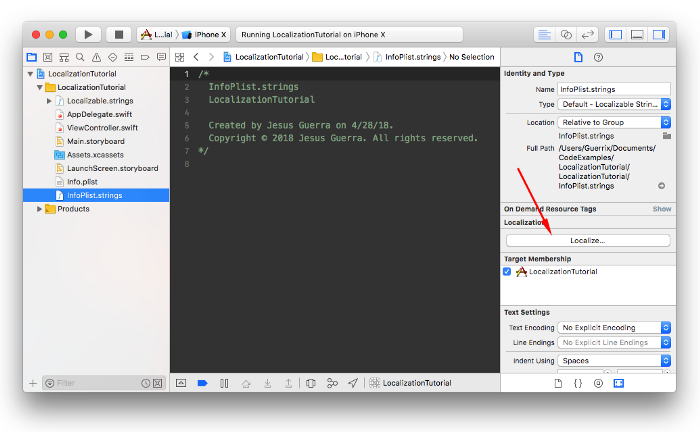 L...ial 〉 iPhone X
Running LocalizationTutorial on iPhone X
LocalizationTutorial 〉 Loc...torial 〉 InfoPlist.strings 〉 No Selection
LocalizationTutorial
LocalizationTutorial
Localizable.strings
AppDelegate.swift
ViewController.swift
Main.storyboard
Assets.xcassets
LaunchScreen.storyboard
Info.plist
InfoPlist.strings
Products
Filter
1 /*
2 InfoPlist.strings
3 LocalizationTutorial
4
5 Created by Jesus Guerra on 4/28/18.
6 Copyright © 2018 Jesus Guerra. All rights reserved.
7 */
8
LocalizationTutorial
Identity and Type
Name InfoPlist.strings
Type Default - Localizable Strin...
Location Relative to Group
InfoPlist.strings
Full Path /Users/Guerrix/Documents/
CodeExamples/
LocalizationTutorial/
LocalizationTutorial/
InfoPlist.strings
On Demand Resource Tags Show
Localization
Localize...
Target Membership
LocalizationTutorial
Text Settings
Text Encoding No Explicit Encoding
Line Endings No Explicit Line Endings
Indent Using Spaces